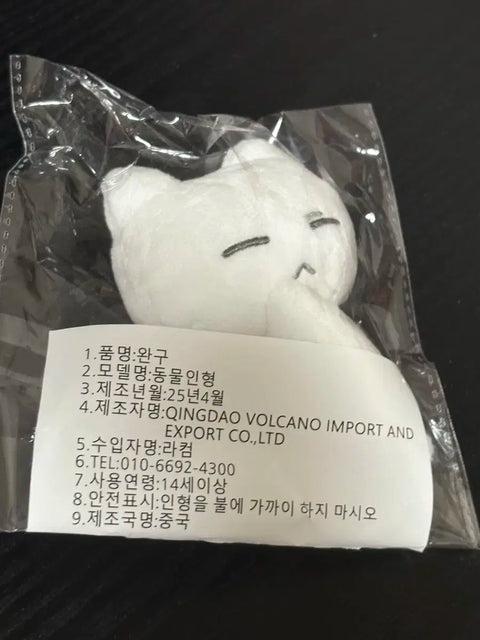 1.품명:완구
2.모델명:동물인형
3.제조년월:25년4월
4.제조자명:QINGDAO VOLCANO IMPORT AND
EXPORT CO.,LTD
5.수입자명:라컴
6.TEL:010-6692-4300
7.사용연령:14세이상
8.안전표시:인형을 불에 가까이 하지 마시오
9.제조국명:중국